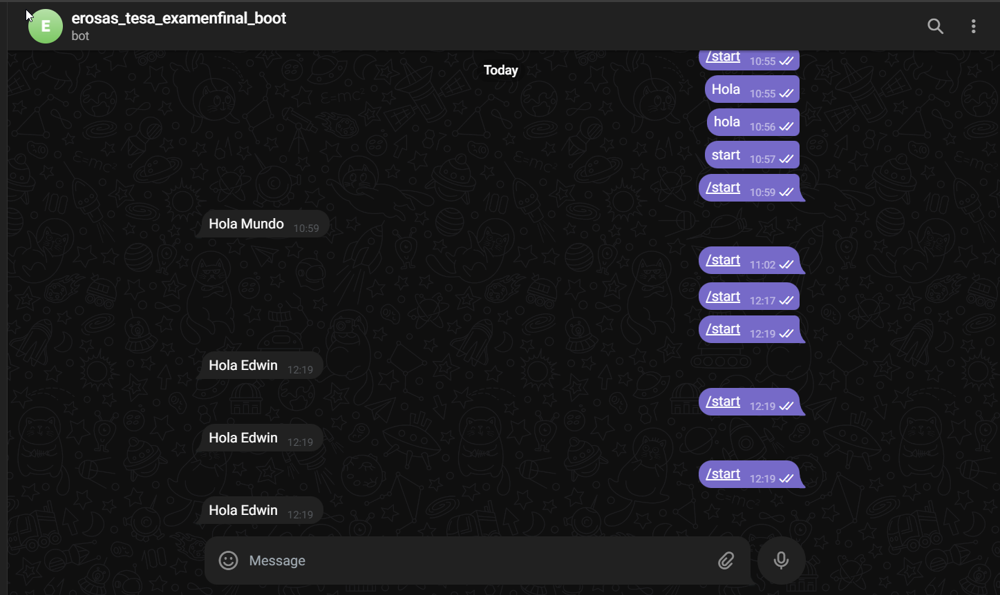 E
erosas_tesa_examenfinal_boot
bot
/start 10:55
Today
Hola 10:55
hola 10:56
start 10:57
/start 10:59
Hola Mundo 10:59
/start 11:02
/start 12:17
/start 12:19
Hola Edwin 12:19
/start 12:19
Hola Edwin 12:19
/start 12:19
Hola Edwin 12:19
Message